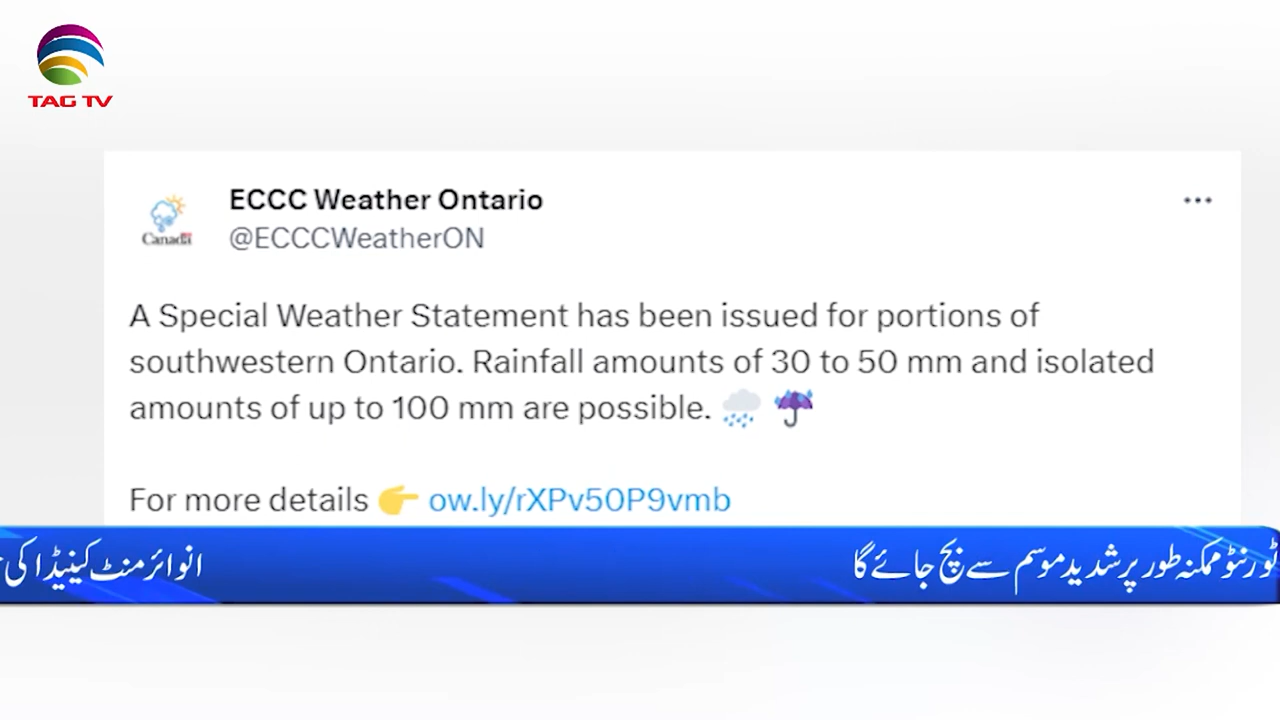 TAG TV
ECCC Weather Ontario
@ECCCWeatherON
Canada
A Special Weather Statement has been issued for portions of
southwestern Ontario. Rainfall amounts of 30 to 50 mm and isolated
amounts of up to 100 mm are possible. 🌧️ ☔
For more details 👉 ow.ly/rXPv50P9vmb
ٹورنٹو ممکنہ طور پر شدید موسم سے بچ جائے گا
انوائرمنٹ کینیڈا کی